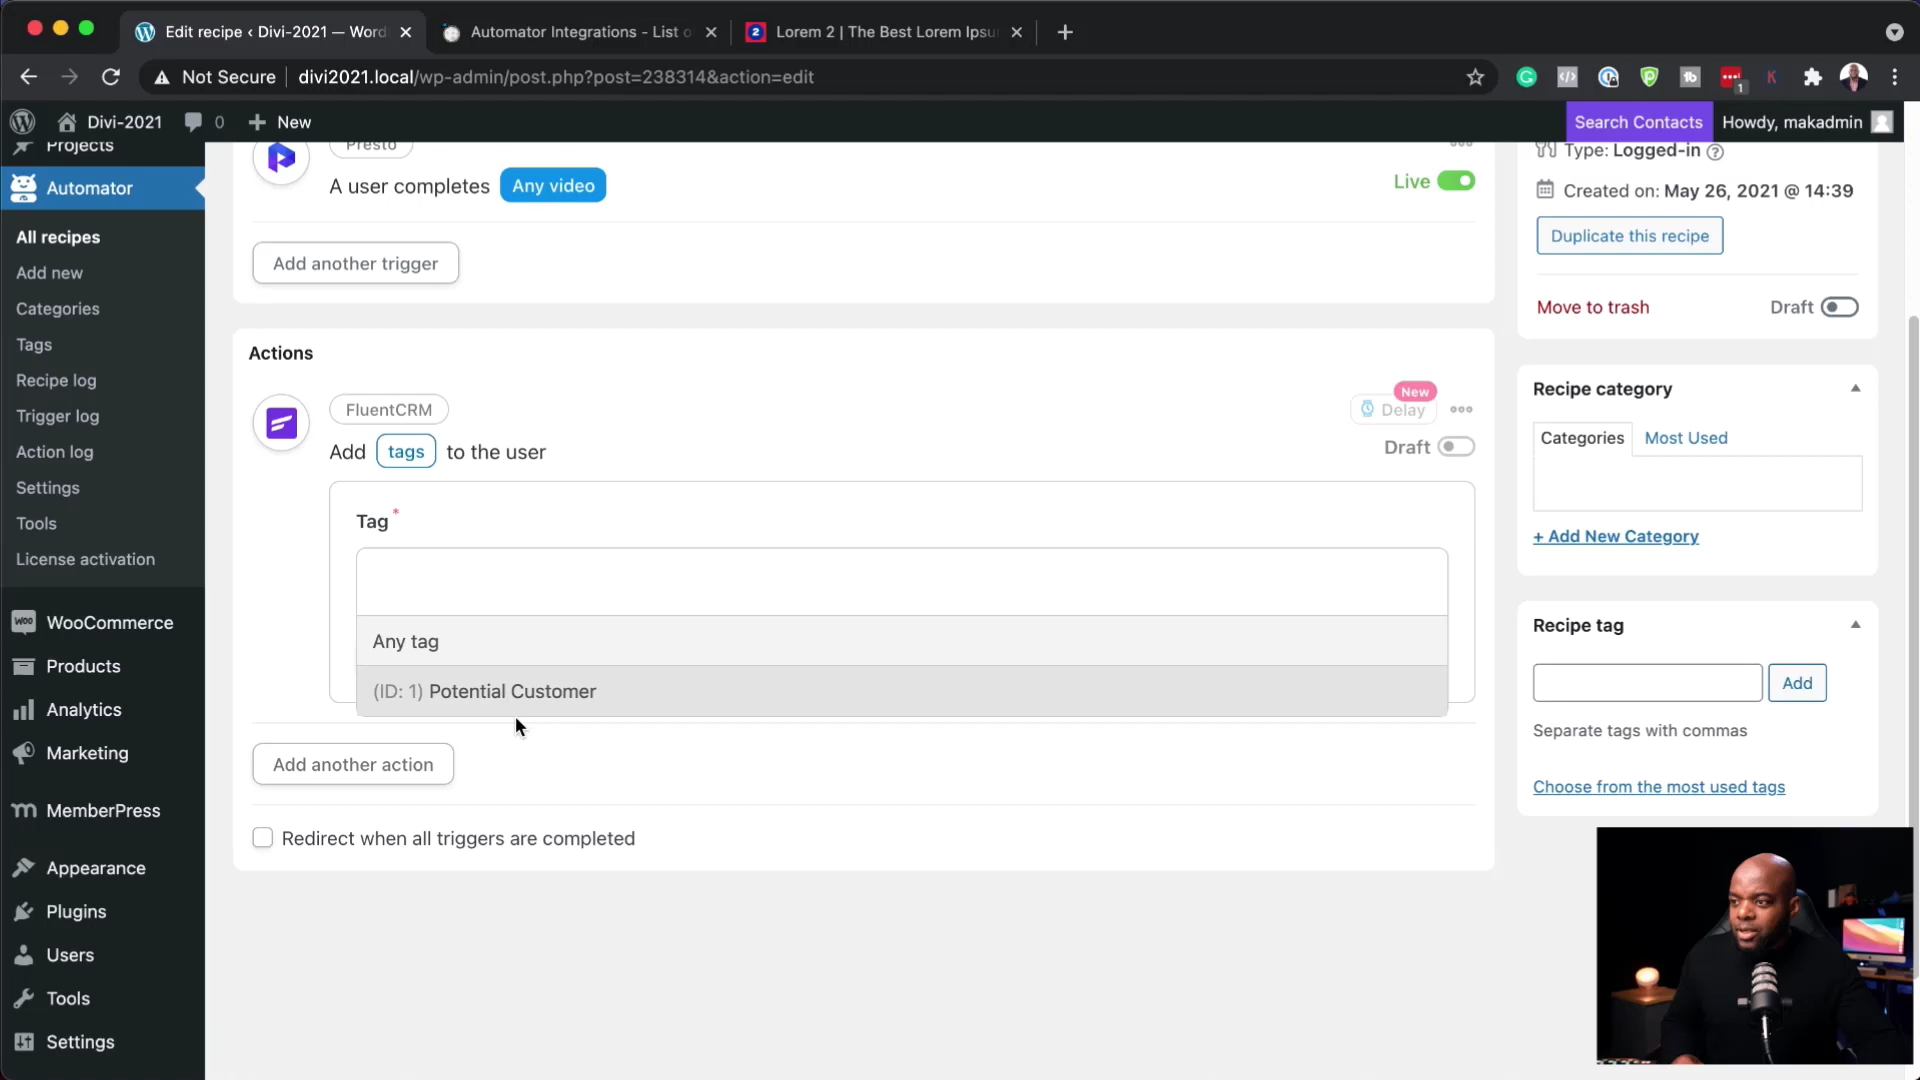 Edit recipe ‹ Divi-2021 — Word
Automator Integrations - List o
2 Lorem 2 | The Best Lorem Ipsu
Not Secure
divi2021.local/wp-admin/post.php?post=238314&action=edit
1
Divi-2021
0
New
Search Contacts
Howdy, makadmin
Projects
Automator
All recipes
Add new
Categories
Tags
Recipe log
Trigger log
Action log
Settings
Tools
License activation
WooCommerce
Products
Analytics
Marketing
MemberPress
Appearance
Plugins
Users
Tools
Settings
Presto
A user completes Any video
Live
Add another trigger
Actions
FluentCRM
New
Delay
Add tags to the user
Draft
Tag *
Any tag
(ID: 1) Potential Customer
Add another action
Redirect when all triggers are completed
Type: Logged-in
Created on: May 26, 2021 @ 14:39
Duplicate this recipe
Move to trash
Draft
Recipe category
Categories
Most Used
+ Add New Category
Recipe tag
Add
Separate tags with commas
Choose from the most used tags